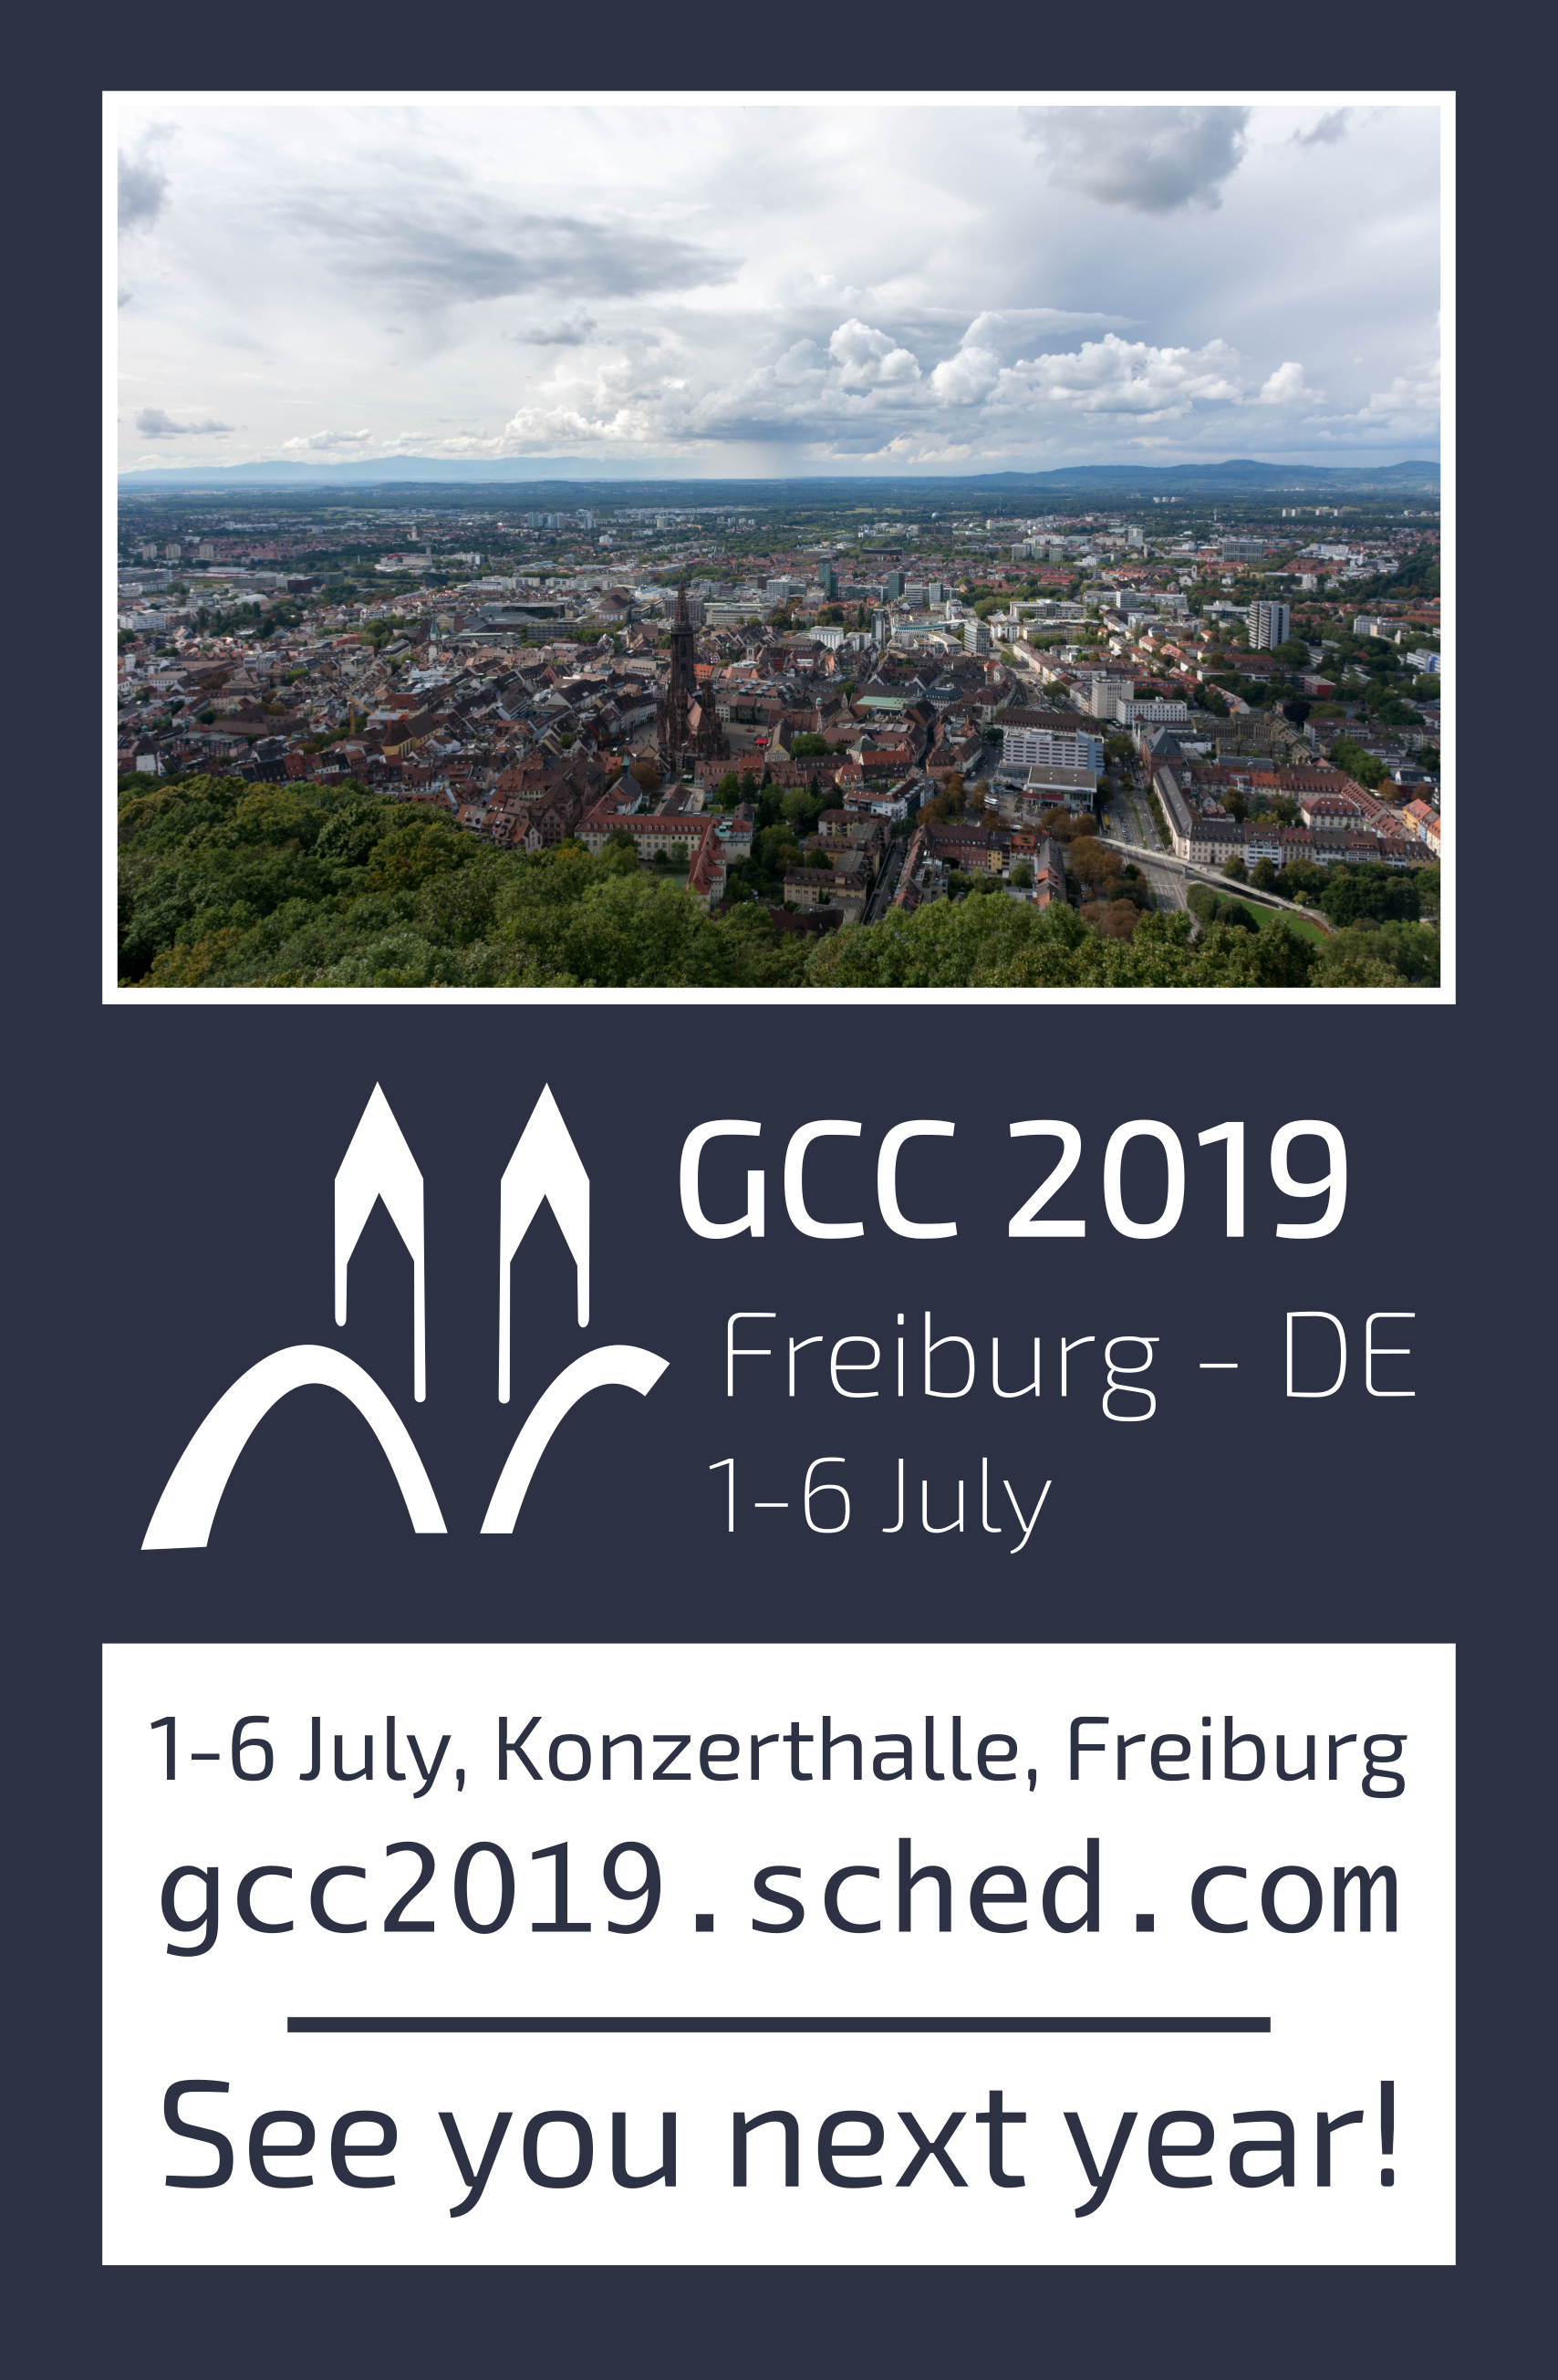 GCC 2019
Freiburg - DE
1-6 July
1-6 July, Konzerthalle, Freiburg
gcc2019.sched.com
See you next year!